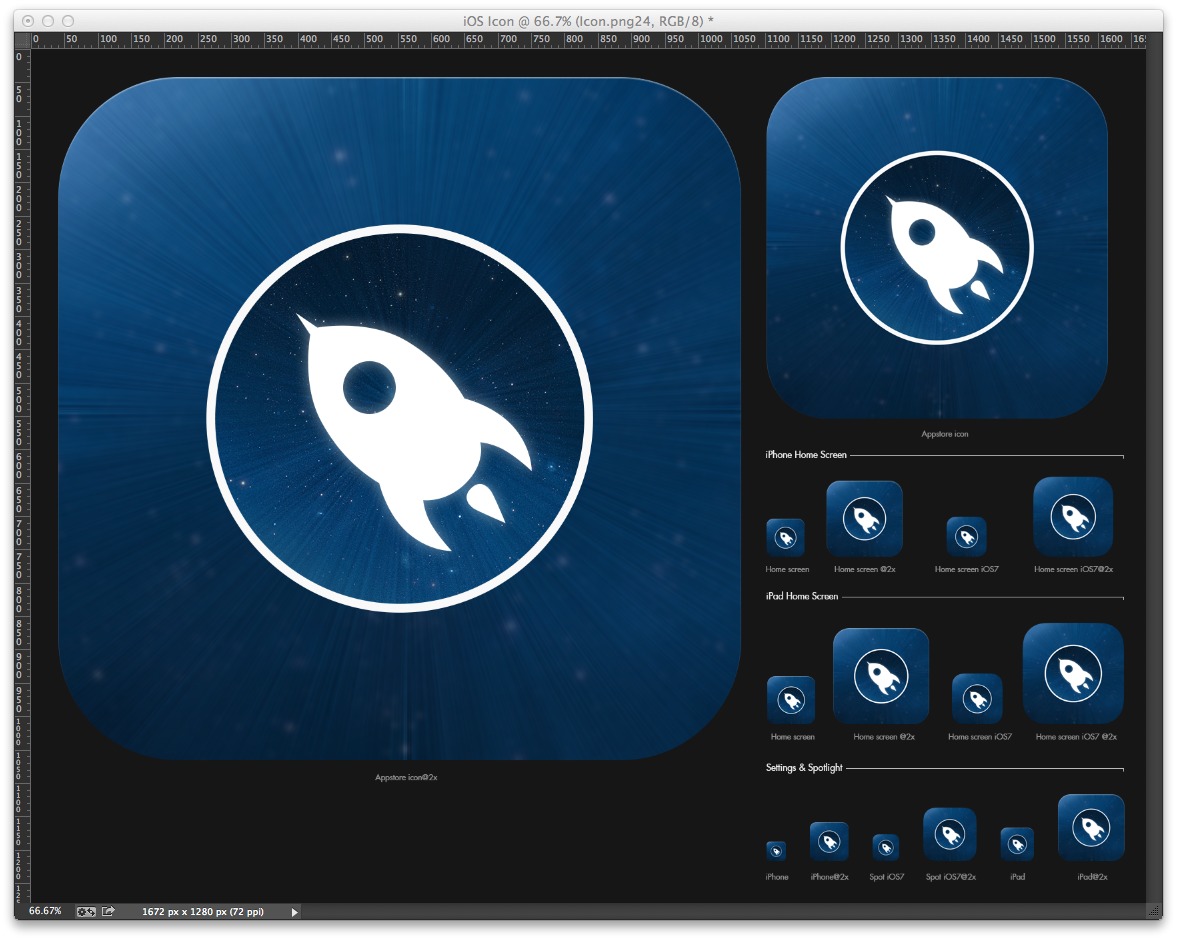 iOS Icon @ 66.7% (Icon.png24, RGB/8) *
0 50 100 150 200 250 300 350 400 450 500 550 600 650 700 750 800 850 900 950 1000 1050 1100 1150 1200 1250 1300 1350 1400 1450 1500 1550 1600 165
0
50
100
150
200
250
300
350
400
450
500
550
600
650
700
750
800
850
900
950
1000
1050
1100
1150
1200
125
Appstore icon@2x
Appstore icon
iPhone Home Screen
Home screen Home screen @2x Home screen iOS7 Home screen iOS7@2x
iPad Home Screen
Home screen Home screen @2x Home screen iOS7 Home screen iOS7 @2x
Settings & Spotlight
iPhone iPhone@2x Spot iOS7 Spot iOS7@2x iPad iPad@2x
66.67% 1672 px x 1280 px (72 ppi)